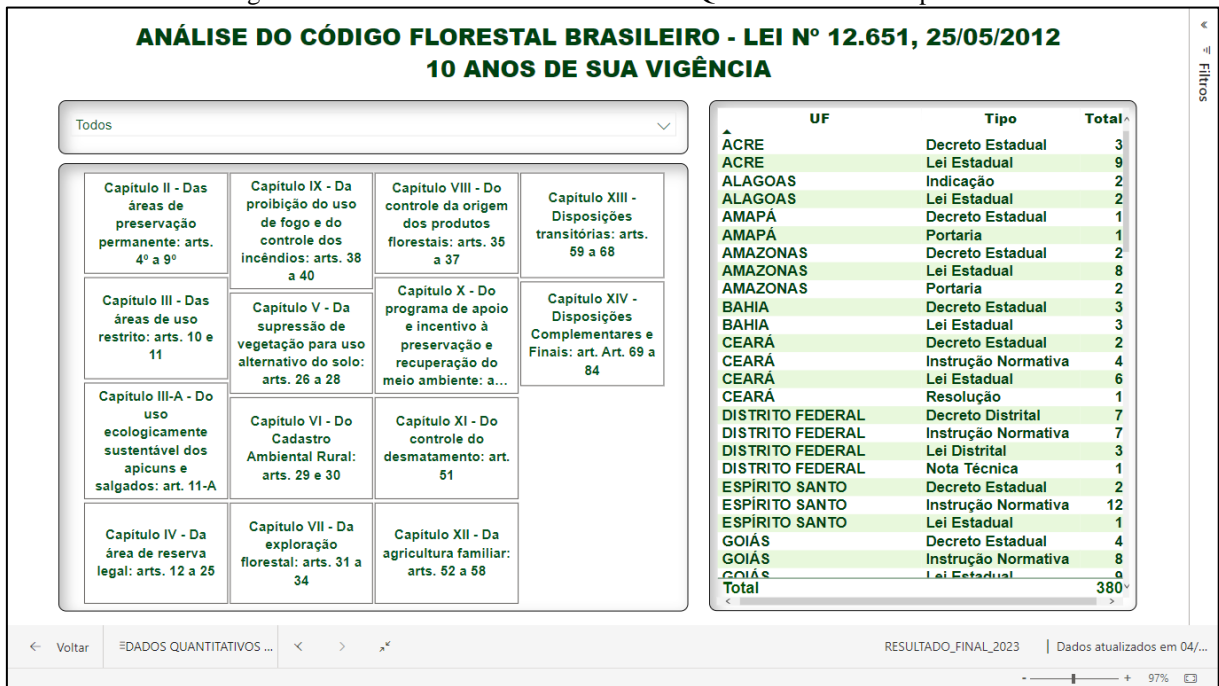 ANÁLISE DO CÓDIGO FLORESTAL BRASILEIRO - LEI Nº 12.651, 25/05/2012
10 ANOS DE SUA VIGÊNCIA
Filtros
Todos
Capítulo II - Das
áreas de
preservação
permanente: arts.
4º a 9º
Capítulo III - Das
áreas de uso
restrito: arts. 10 e
11
Capítulo III-A - Do
uso
ecologicamente
sustentável dos
apicuns e
salgados: art. 11-A
Capítulo IV - Da
área de reserva
legal: arts. 12 a 25
Capítulo IX - Da
proibição do uso
de fogo e do
controle dos
incêndios: arts. 38
a 40
Capítulo V - Da
supressão de
vegetação para uso
alternativo do solo:
arts. 26 a 28
Capítulo VI - Do
Cadastro
Ambiental Rural:
arts. 29 e 30
Capítulo VII - Da
exploração
florestal: arts. 31 a
34
Capítulo VIII - Do
controle da origem
dos produtos
florestais: arts. 35
a 37
Capítulo X - Do
programa de apoio
e incentivo à
preservação e
recuperação do
meio ambiente: a...
Capítulo XI - Do
controle do
desmatamento: art.
51
Capítulo XII - Da
agricultura familiar:
arts. 52 a 58
Capítulo XIII -
Disposições
transitórias: arts.
59 a 68
Capítulo XIV -
Disposições
Complementares e
Finais: art. Art. 69 a
84
UF Tipo Total
ACRE Decreto Estadual 3
ACRE Lei Estadual 9
ALAGOAS Indicação 2
ALAGOAS Lei Estadual 2
AMAPÁ Decreto Estadual 1
AMAPÁ Portaria 1
AMAZONAS Decreto Estadual 2
AMAZONAS Lei Estadual 8
AMAZONAS Portaria 2
BAHIA Decreto Estadual 3
BAHIA Lei Estadual 3
CEARÁ Decreto Estadual 2
CEARÁ Instrução Normativa 4
CEARÁ Lei Estadual 6
CEARÁ Resolução 1
DISTRITO FEDERAL Decreto Distrital 7
DISTRITO FEDERAL Instrução Normativa 7
DISTRITO FEDERAL Lei Distrital 3
DISTRITO FEDERAL Nota Técnica 1
ESPÍRITO SANTO Decreto Estadual 2
ESPÍRITO SANTO Instrução Normativa 12
ESPÍRITO SANTO Lei Estadual 1
GOIÁS Decreto Estadual 4
GOIÁS Instrução Normativa 8
GOIÁS Lei Estadual 9
Total 380
Voltar DADOS QUANTITATIVOS ... RESULTADO_FINAL_2023 | Dados atualizados em 04/...
- + 97%